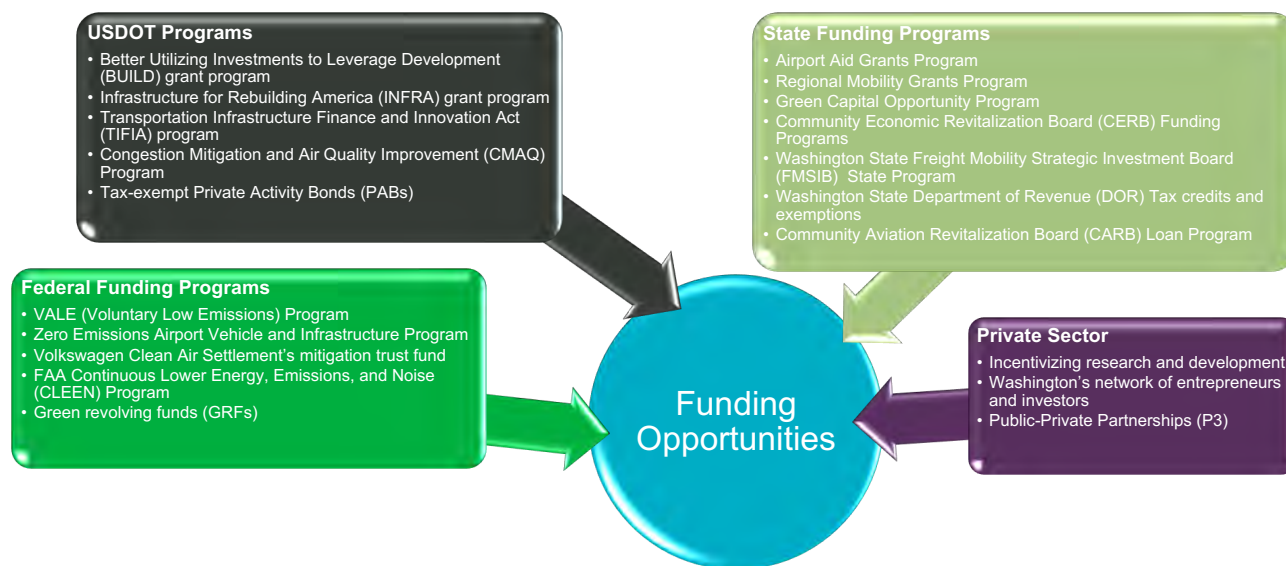 USDOT Programs
• Better Utilizing Investments to Leverage Development
(BUILD) grant program
• Infrastructure for Rebuilding America (INFRA) grant program
• Transportation Infrastructure Finance and Innovation Act
(TIFIA) program
• Congestion Mitigation and Air Quality Improvement (CMAQ)
Program
• Tax-exempt Private Activity Bonds (PABs)
State Funding Programs
• Airport Aid Grants Program
• Regional Mobility Grants Program
• Green Capital Opportunity Program
• Community Economic Revitalization Board (CERB) Funding
Programs
• Washington State Freight Mobility Strategic Investment Board
(FMSIB) State Program
• Washington State Department of Revenue (DOR) Tax credits and
exemptions
• Community Aviation Revitalization Board (CARB) Loan Program
Federal Funding Programs
• VALE (Voluntary Low Emissions) Program
• Zero Emissions Airport Vehicle and Infrastructure Program
• Volkswagen Clean Air Settlement's mitigation trust fund
• FAA Continuous Lower Energy, Emissions, and Noise
(CLEEN) Program
• Green revolving funds (GRFs)
Private Sector
• Incentivizing research and development
• Washington's network of entrepreneurs
and investors
• Public-Private Partnerships (P3)
Funding
Opportunities